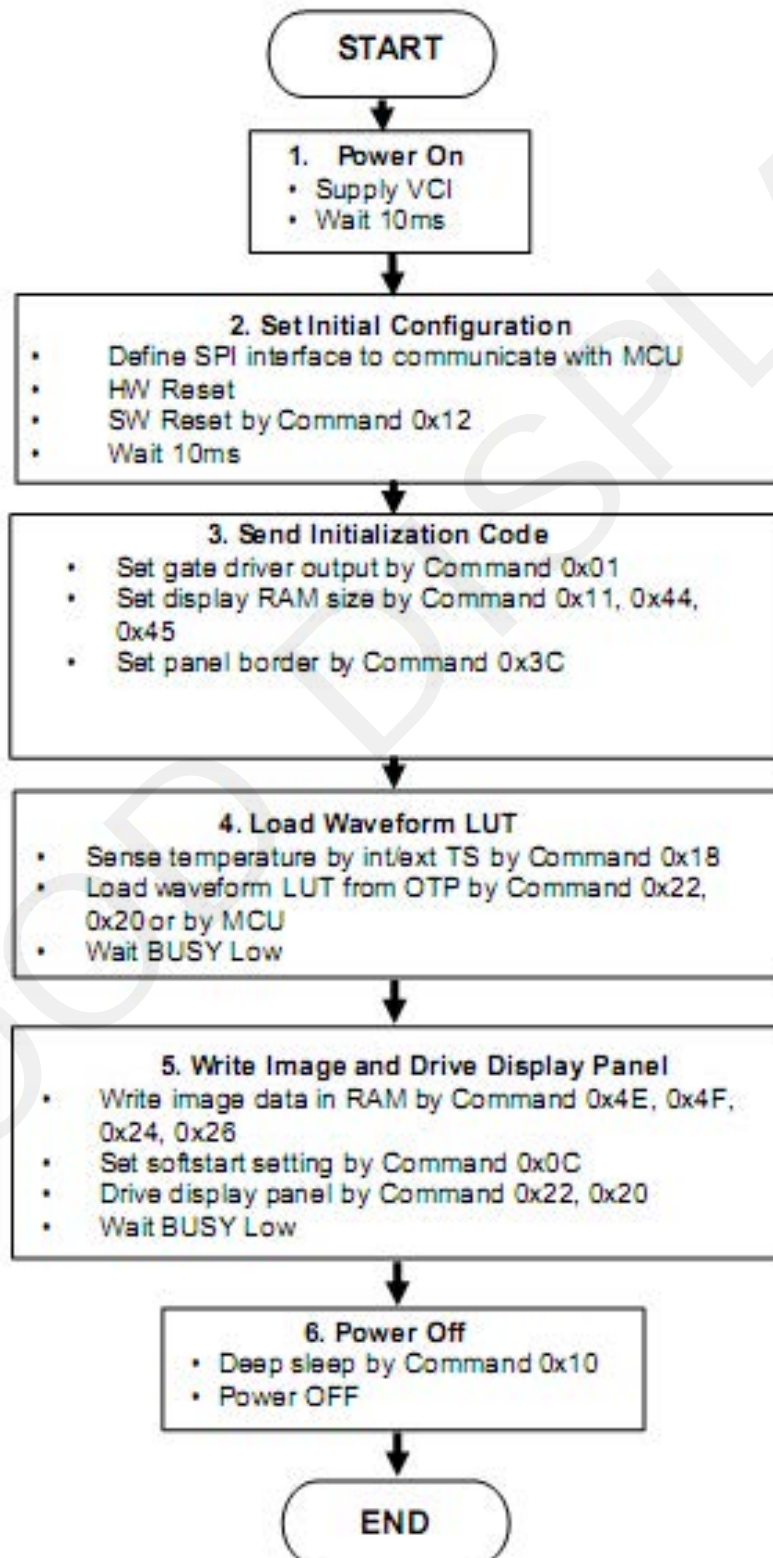 START
1. Power On
• Supply VCI
• Wait 10ms
2. Set Initial Configuration
• Define SPI interface to communicate with MCU
• HW Reset
• SW Reset by Command 0x12
• Wait 10ms
3. Send Initialization Code
• Set gate driver output by Command 0x01
• Set display RAM size by Command 0x11, 0x44,
0x45
• Set panel border by Command 0x3C
4. Load Waveform LUT
• Sense temperature by int/ext TS by Command 0x18
• Load waveform LUT from OTP by Command 0x22,
0x20 or by MCU
• Wait BUSY Low
5. Write Image and Drive Display Panel
• Write image data in RAM by Command 0x4E, 0x4F,
0x24, 0x26
• Set softstart setting by Command 0x0C
• Drive display panel by Command 0x22, 0x20
• Wait BUSY Low
6. Power Off
• Deep sleep by Command 0x10
• Power OFF
END
OOD DISPLA